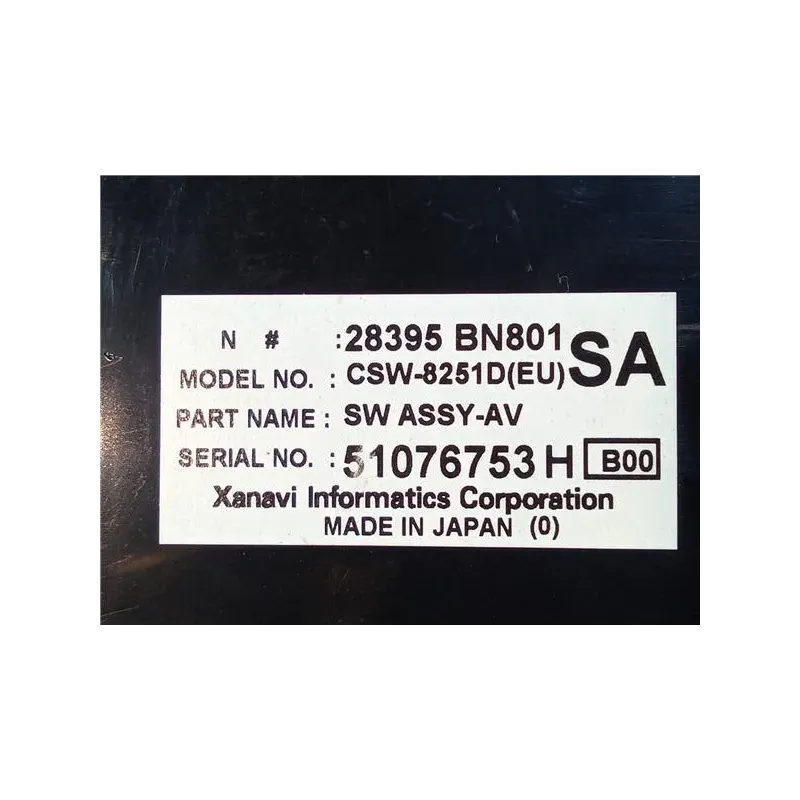 N # : 28395 BN801 SA
MODEL NO. : CSW-8251D(EU)
PART NAME : SW ASSY-AV
SERIAL NO. : 51076753 H B00
Xanavi Informatics Corporation
MADE IN JAPAN (0)